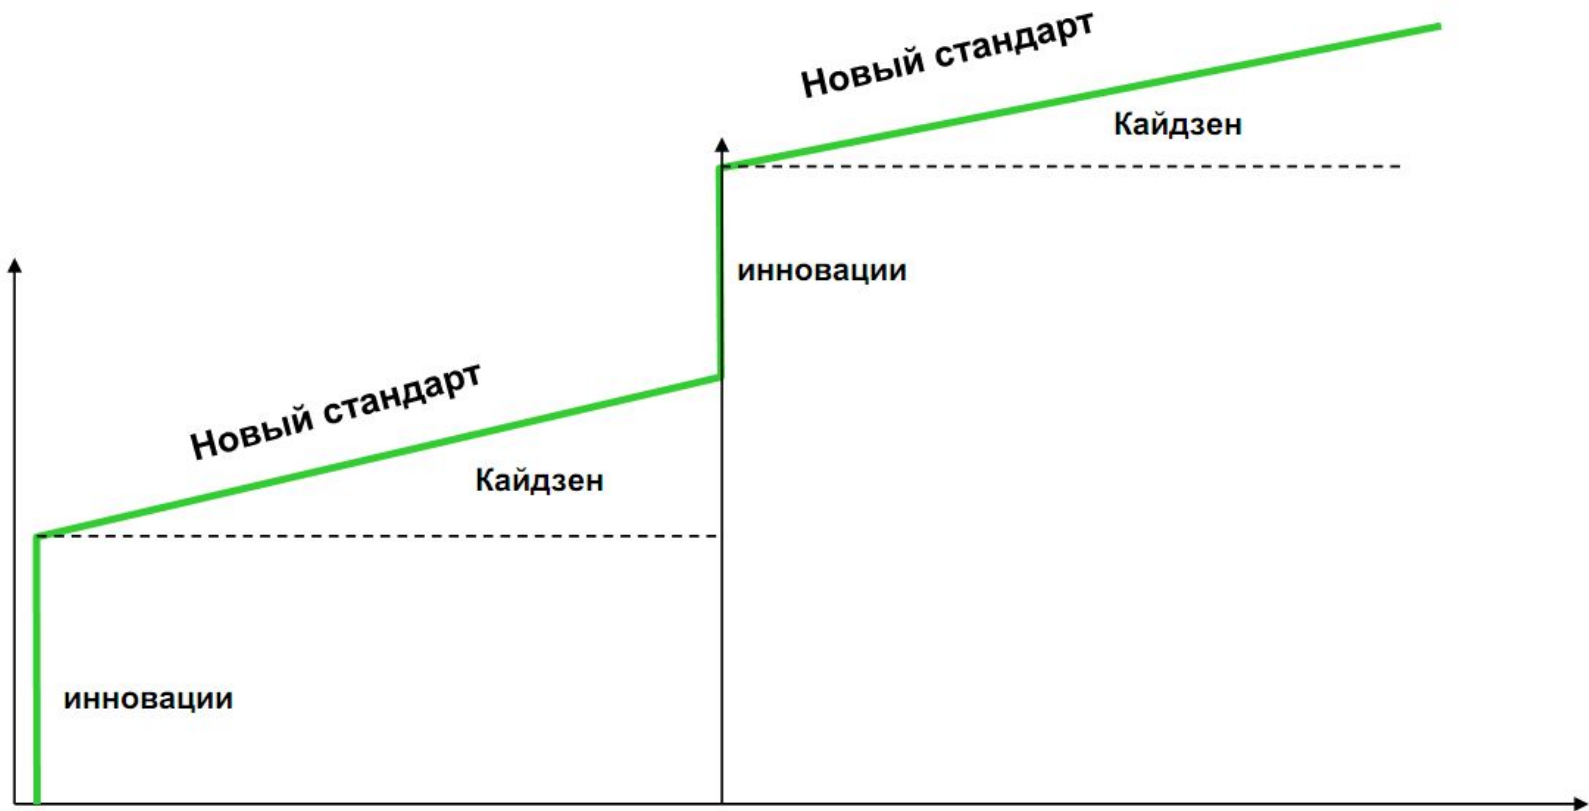 Новый стандарт
Кайдзен
инновации
Новый стандарт
Кайдзен
инновации